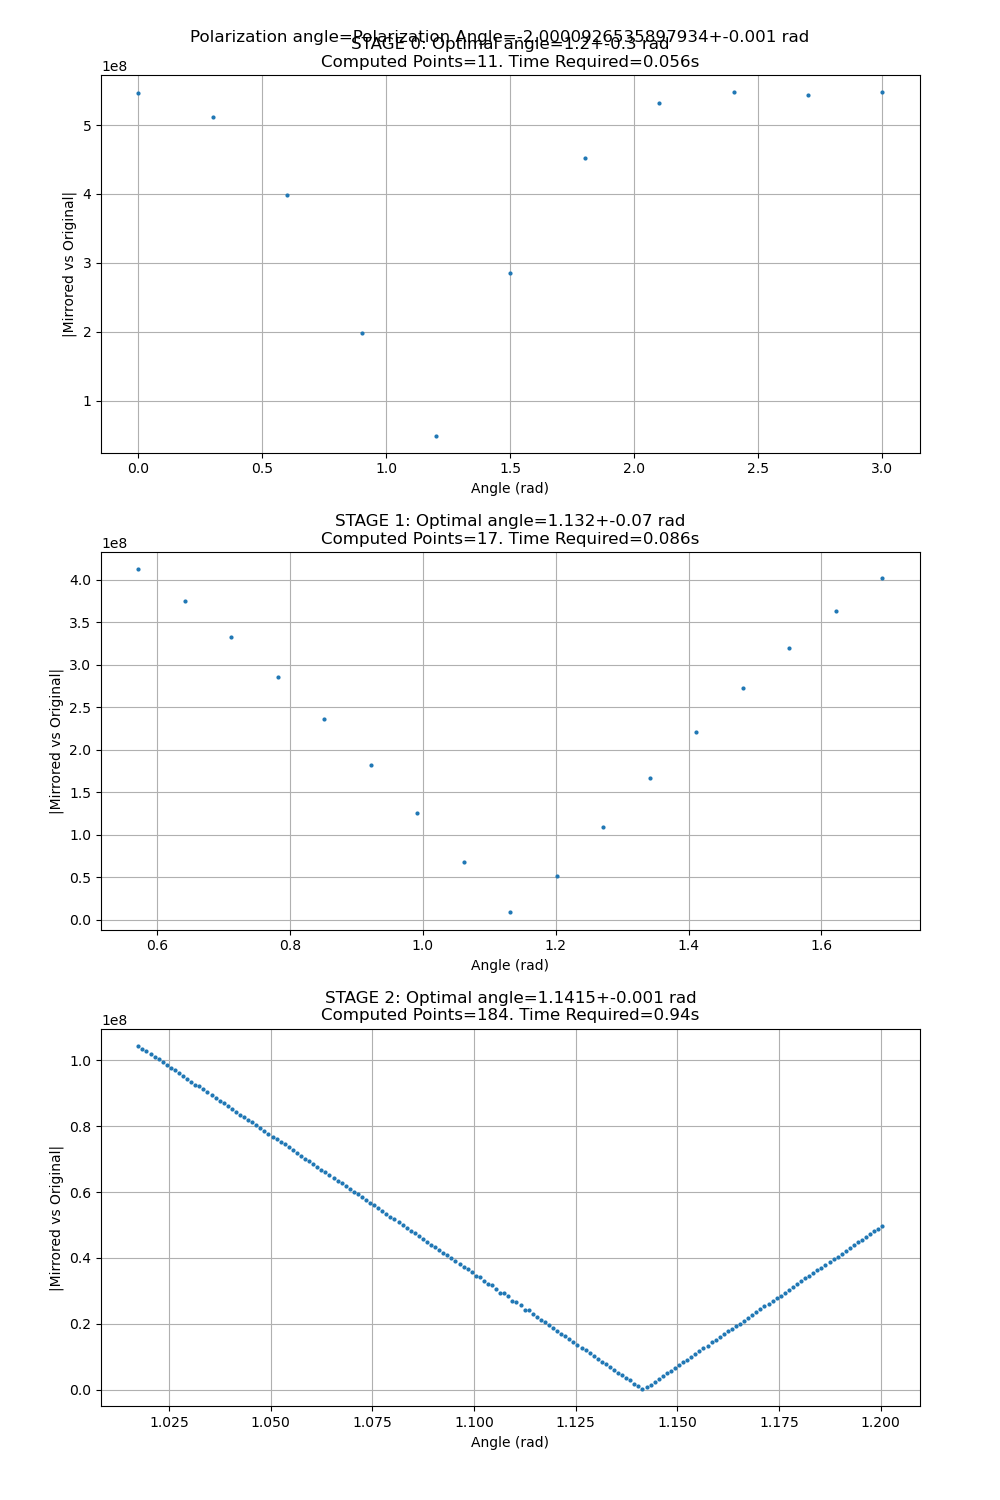 Polarization angle=Polarization Angle=-2.0000926535897934+-0.001 rad
STAGE 0: Optimal angle=1.2+-0.3 rad
Computed Points=11. Time Required=0.056s
1e8
5
4
3
2
1
|Mirrored vs Original|
0.0 0.5 1.0 1.5 2.0 2.5 3.0
Angle (rad)
STAGE 1: Optimal angle=1.132+-0.07 rad
Computed Points=17. Time Required=0.086s
1e8
4.0
3.5
3.0
2.5
2.0
1.5
1.0
0.5
0.0
|Mirrored vs Original|
0.6 0.8 1.0 1.2 1.4 1.6
Angle (rad)
STAGE 2: Optimal angle=1.1415+-0.001 rad
Computed Points=184. Time Required=0.94s
1e8
1.0
0.8
0.6
0.4
0.2
0.0
|Mirrored vs Original|
1.025 1.050 1.075 1.100 1.125 1.150 1.175 1.200
Angle (rad)